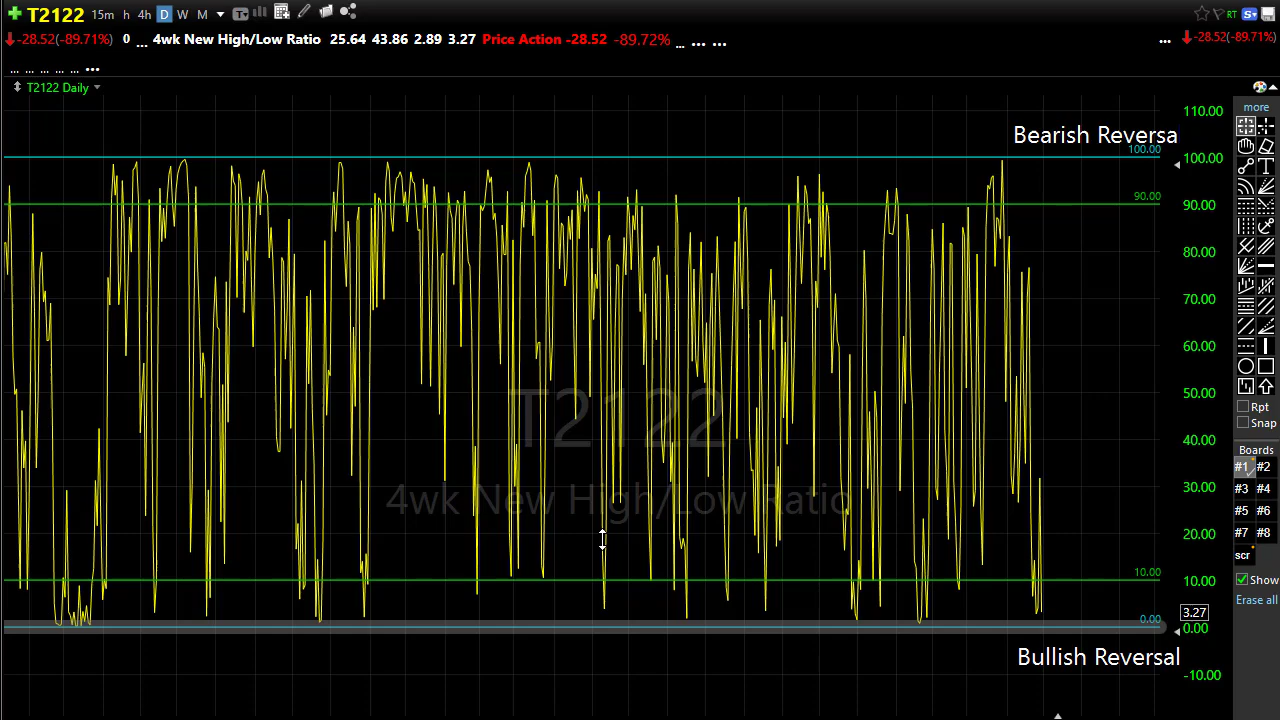 T2122 15m h 4h D W M T
RT S
-28.52(-89.71%) 0 ... 4wk New High/Low Ratio 25.64 43.86 2.89 3.27 Price Action -28.52 -89.72% ... ... ...
... -28.52(-89.71%)
... ... ... ... ... ...
T2122 Daily
more
110.00
Bearish Reversa
100.00
100.00
90.00
90.00
80.00
70.00
60.00
50.00
40.00
30.00
20.00
10.00
10.00
3.27
0.00
0.00
-10.00
Bullish Reversal
T2122
4wk New High/Low Ratio
T
Rpt
Snap
Boards
#1 #2
#3 #4
#5 #6
#7 #8
scr
Show
Erase all